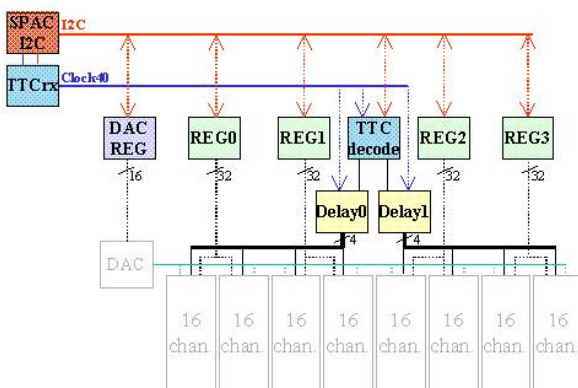 SPAC
I2C
I2C
TTCrx
Clock40
DAC
REG
REG0
REG1
TTC
decode
REG2
REG3
16
32
32
32
32
Delay0
Delay1
4
4
DAC
16
chan.
16
chan.
16
chan.
16
chan.
16
chan.
16
chan.
16
chan.
16
chan.